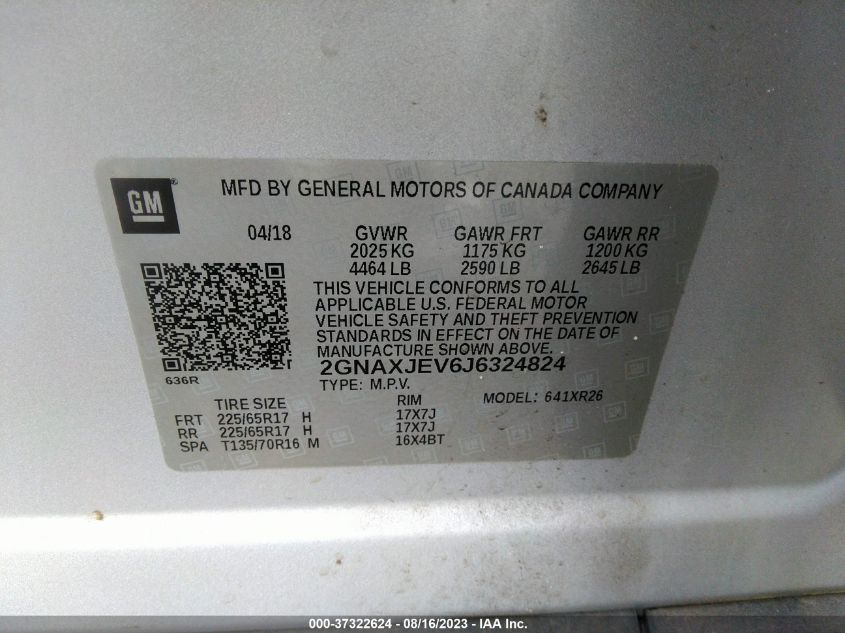 GM
MFD BY GENERAL MOTORS OF CANADA COMPANY
04/18 GVWR GAWR FRT GAWR RR
2025 KG 1175 KG 1200 KG
4464 LB 2590 LB 2645 LB
THIS VEHICLE CONFORMS TO ALL
APPLICABLE U.S. FEDERAL MOTOR
VEHICLE SAFETY AND THEFT PREVENTION
STANDARDS IN EFFECT ON THE DATE OF
MANUFACTURE SHOWN ABOVE.
636R
2GNAXJEV6J6324824
TYPE: M.P.V.
MODEL: 641XR26
TIRE SIZE RIM
FRT 225/65R17 H 17X7J
RR 225/65R17 H 17X7J
SPA T135/70R16 M 16X4BT
000-37322624 - 08/16/2023 - IAA Inc.